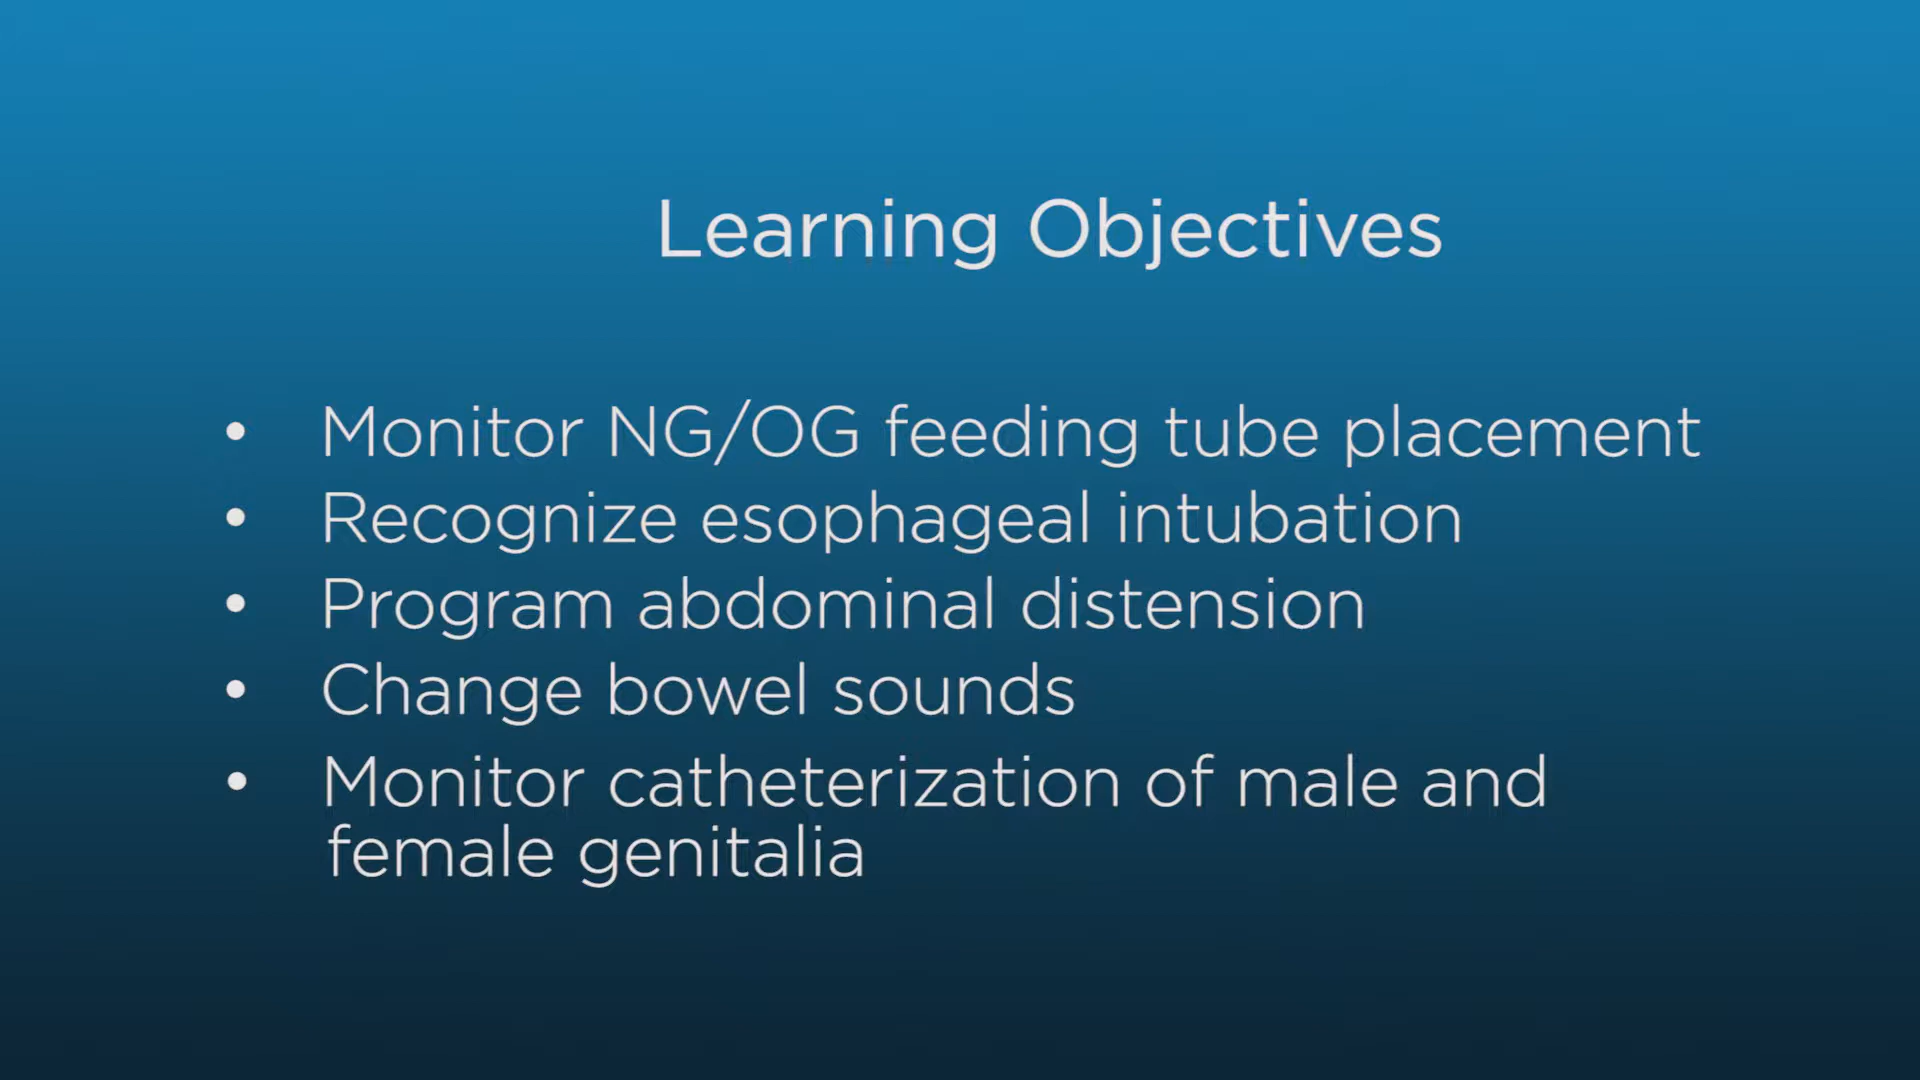 Learning Objectives
• Monitor NG/OG feeding tube placement
• Recognize esophageal intubation
• Program abdominal distension
• Change bowel sounds
• Monitor catheterization of male and
female genitalia